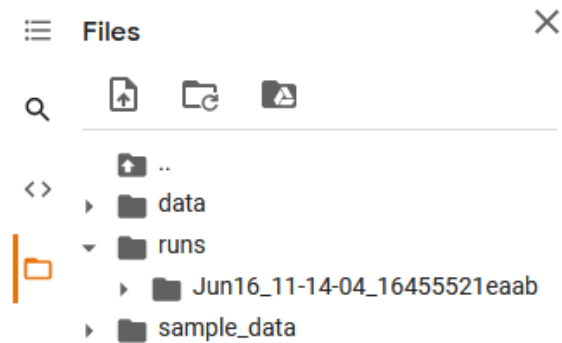 Files
..
data
runs
Jun16_11-14-04_16455521eaab
sample_data